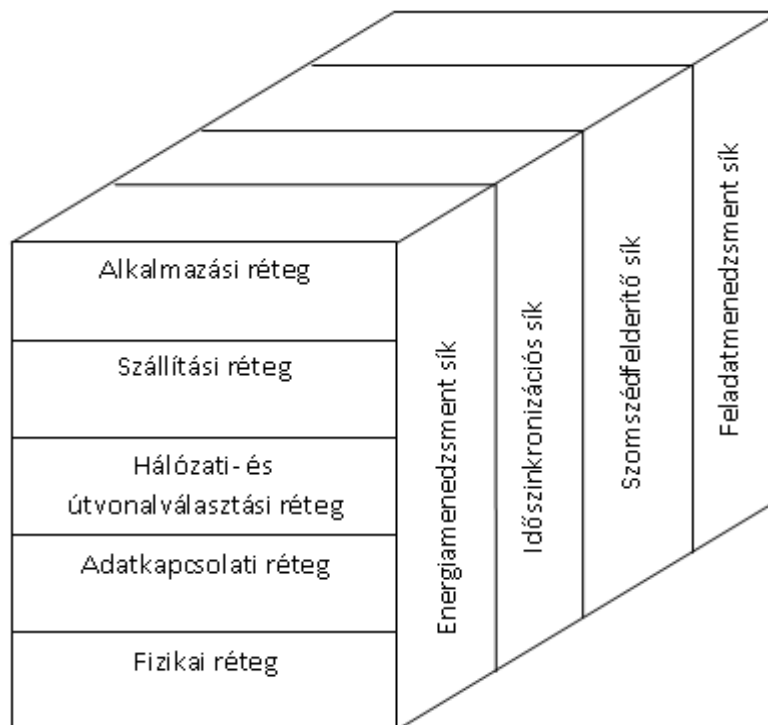 Alkalmazási réteg
Szállítási réteg
Hálózati- és
útvonalválasztási réteg
Adatkapcsolati réteg
Fizikai réteg
Energiamenedzsment sík
Időszinkronizációs sík
Szomszédfelderítő sík
Feladatmenedzsment sík